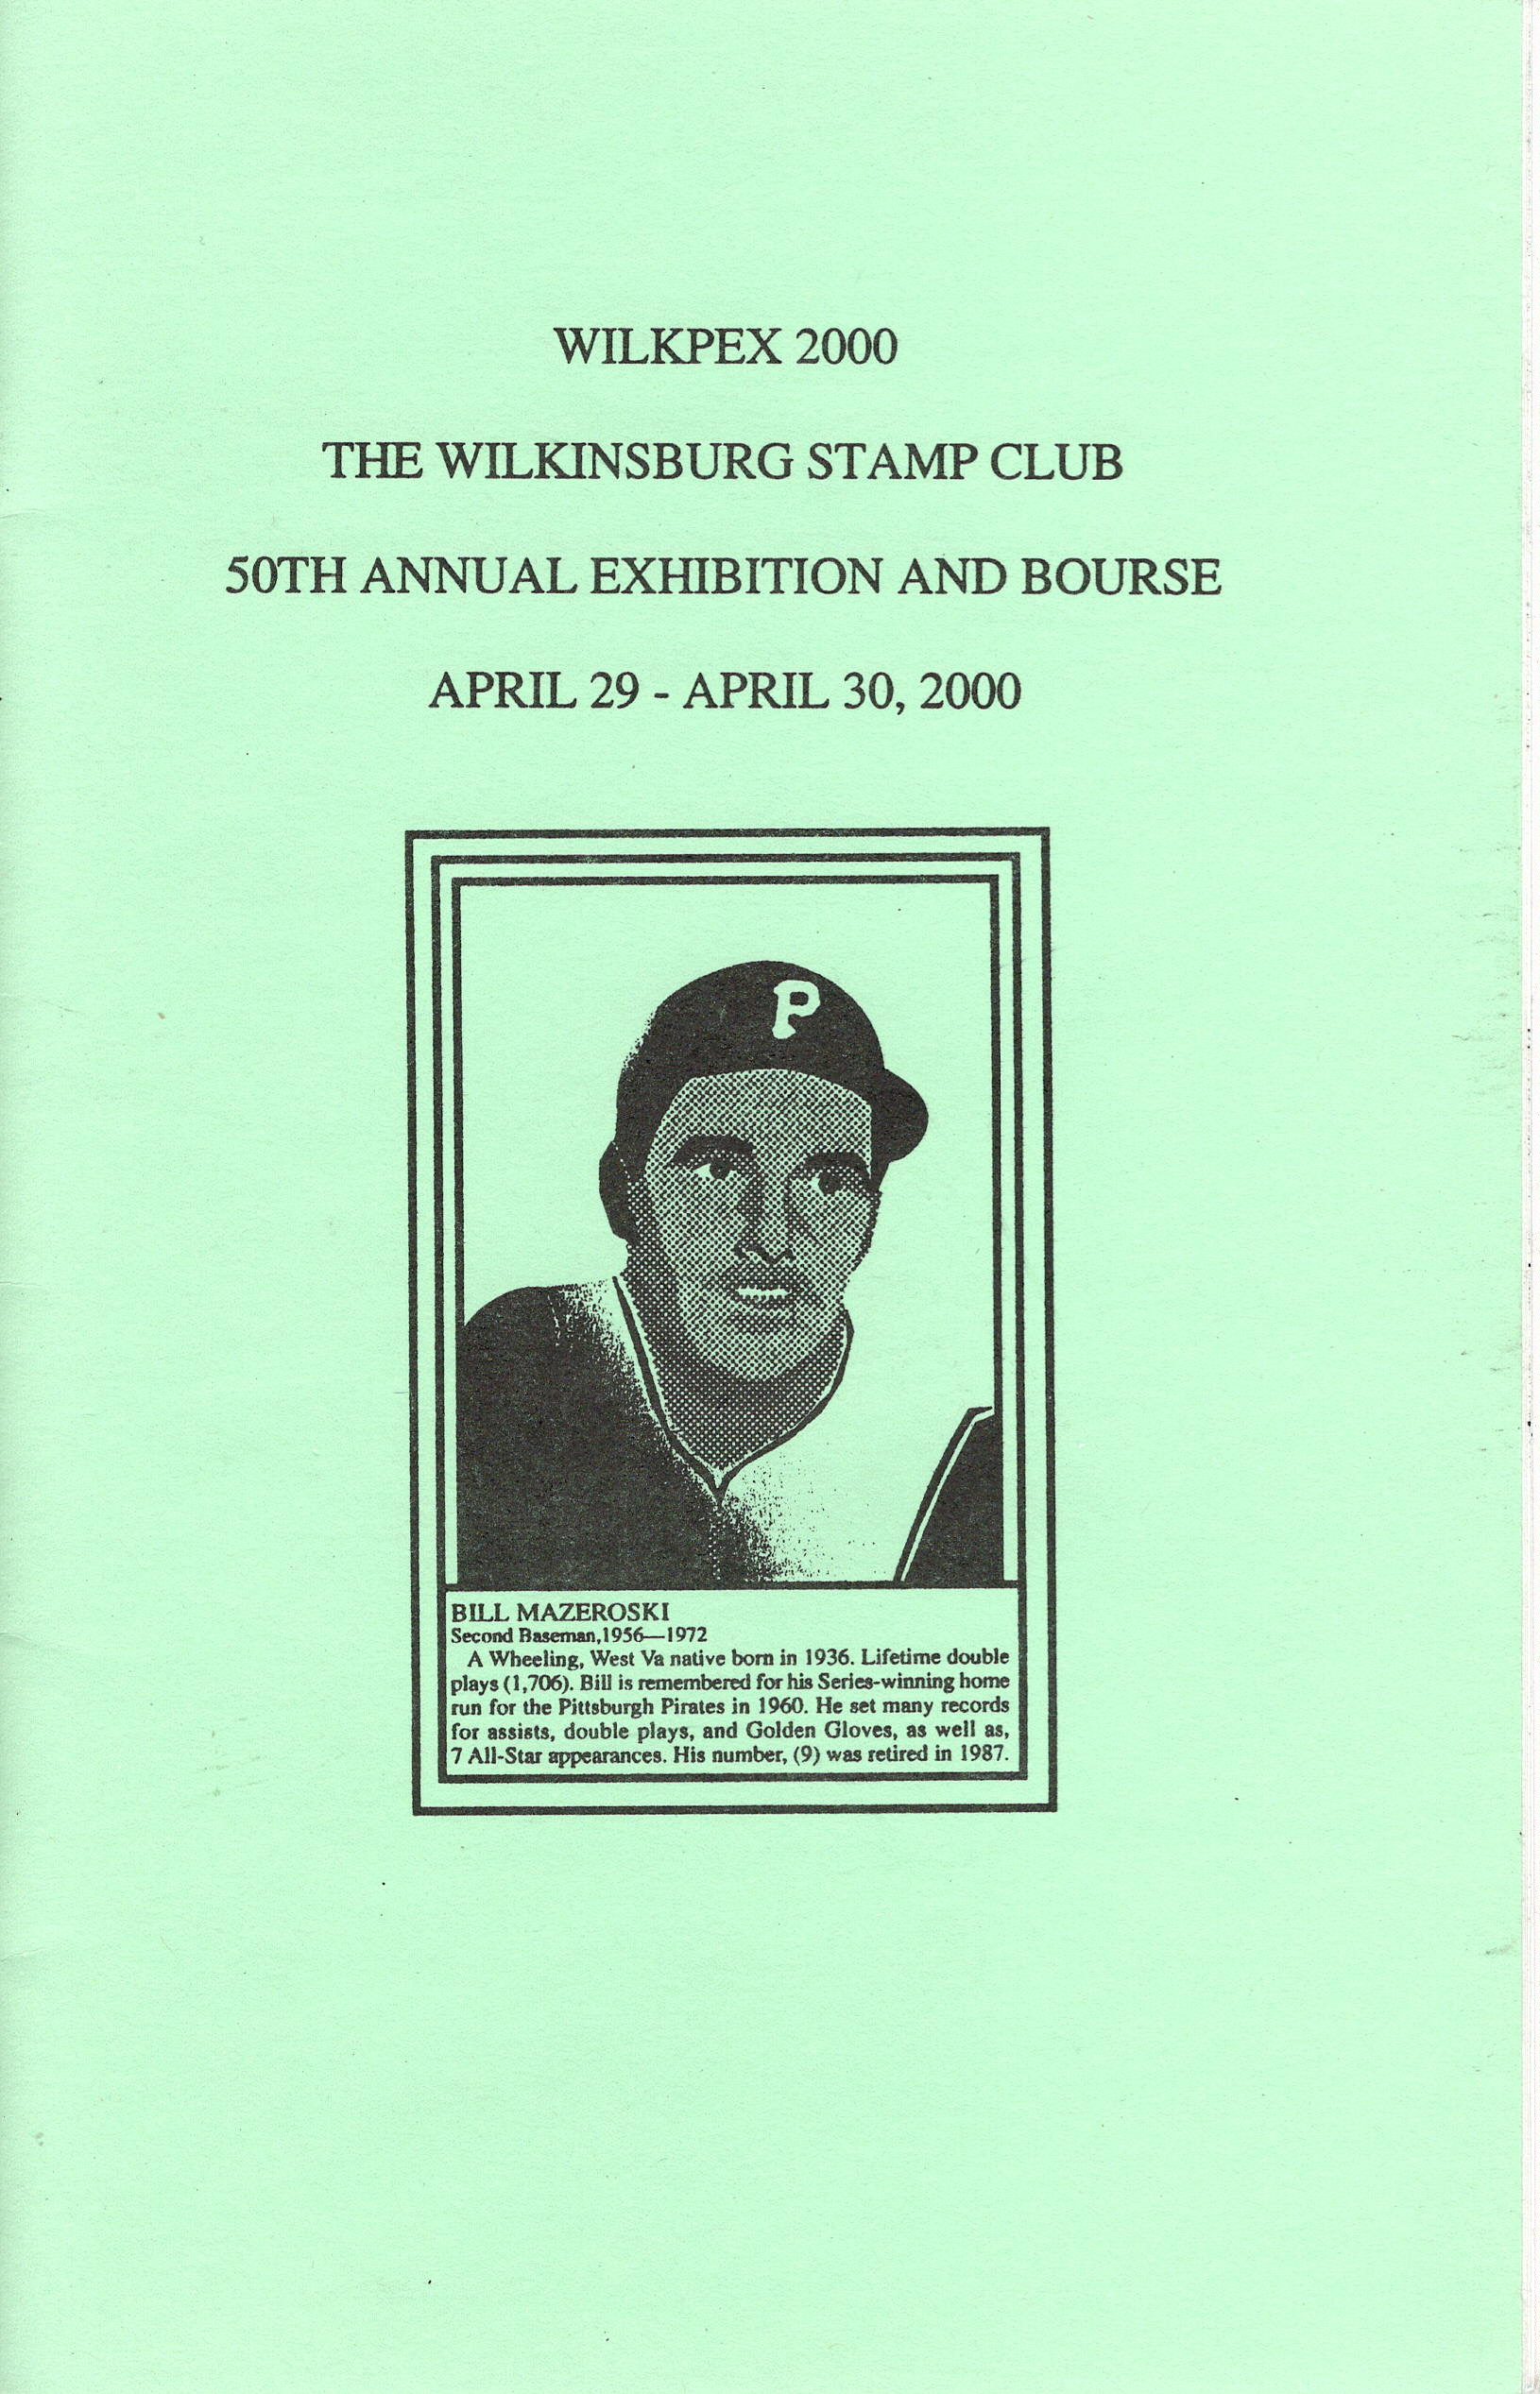 WILKPEX 2000
THE WILKINSBURG STAMP CLUB
50TH ANNUAL EXHIBITION AND BOURSE
APRIL 29 - APRIL 30, 2000
P
BILL MAZEROSKI
Second Baseman,1956—1972
A Wheeling, West Va native born in 1936. Lifetime double
plays (1,706). Bill is remembered for his Series-winning home
run for the Pittsburgh Pirates in 1960. He set many records
for assists, double plays, and Golden Gloves, as well as,
7 All-Star appearances. His number, (9) was retired in 1987.